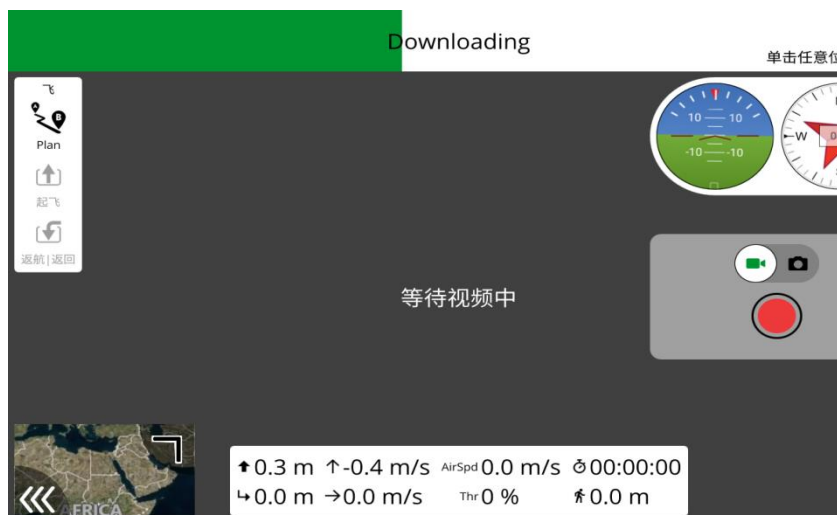 Downloading
单击任意位
飞
Plan
起飞
返航|返回
10 10
-10 -10
W
等待视频中
AFRICA
0.3 m -0.4 m/s AirSpd 0.0 m/s 00:00:00
0.0 m 0.0 m/s Thr 0 % 0.0 m